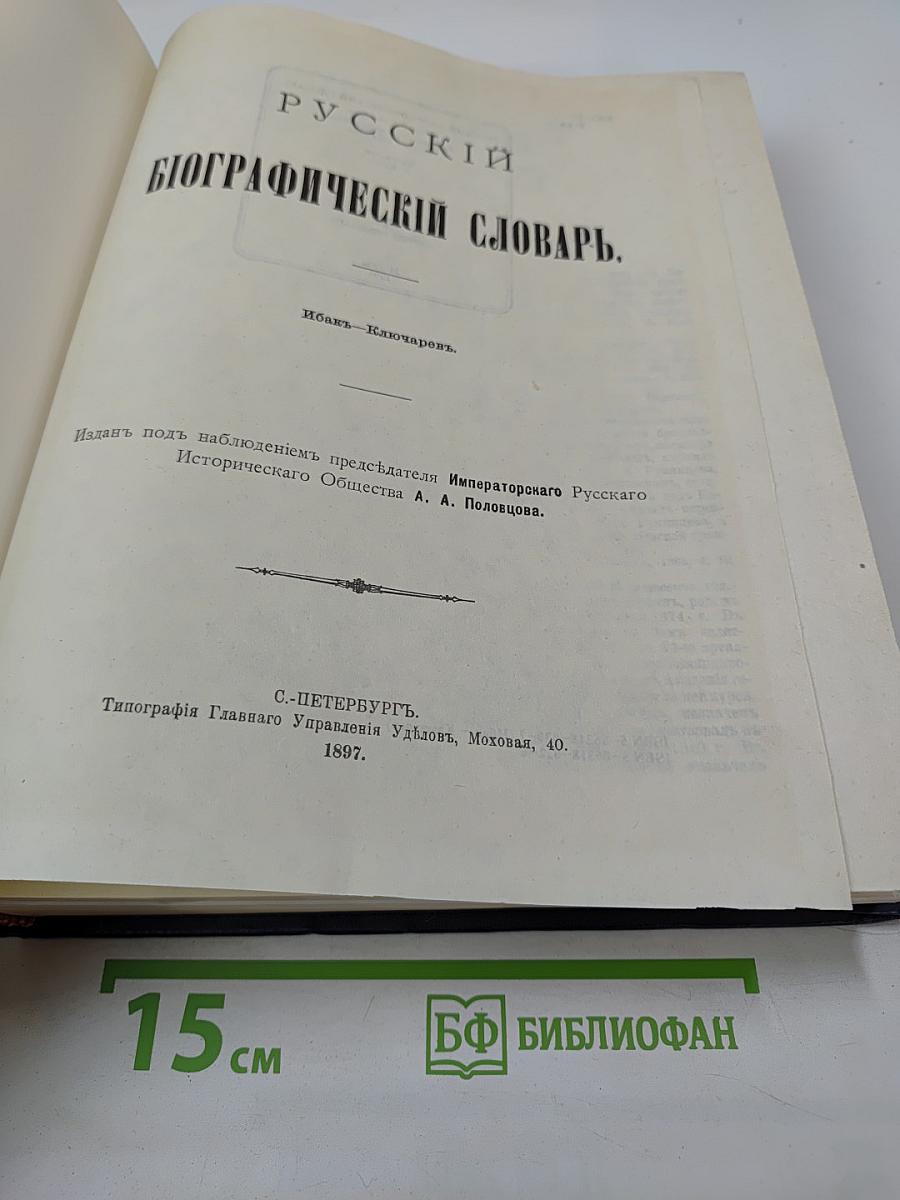 РУССКІЙ
БІОГРАФИЧЕСКІЙ СЛОВАРЬ.
Ибакъ—Ключаревъ.
Изданъ подъ наблюденіемъ предсѣдателя Императорскаго Русскаго
Историческаго Общества А. А. Половцова.
С.-ПЕТЕРБУРГЪ.
Типографія Главнаго Управленія Удѣловъ, Моховая, 40.
1897.
15 см
БФ БИБЛИОФАН